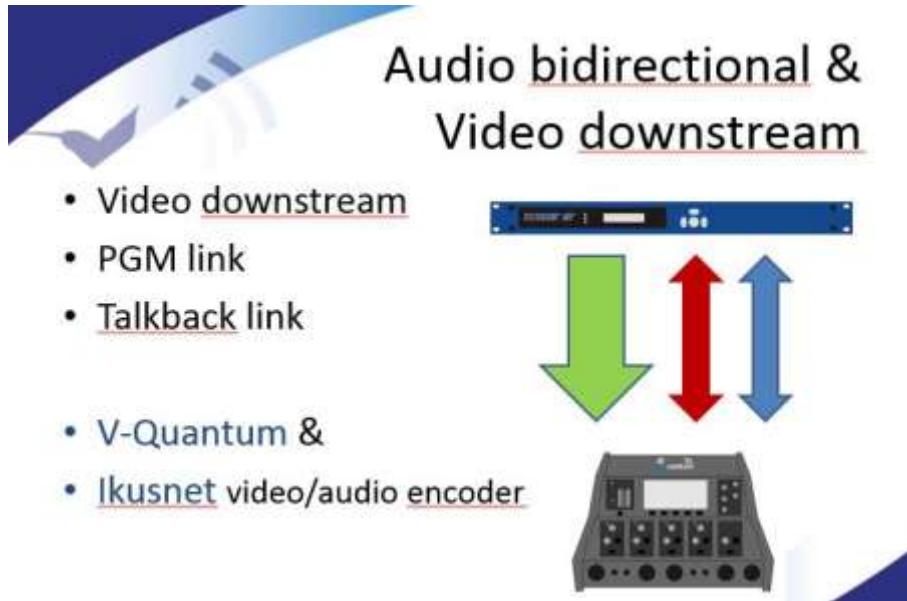 Audio bidirectional &
Video downstream
• Video downstream
• PGM link
• Talkback link
• V-Quantum &
• Ikusnet video/audio encoder